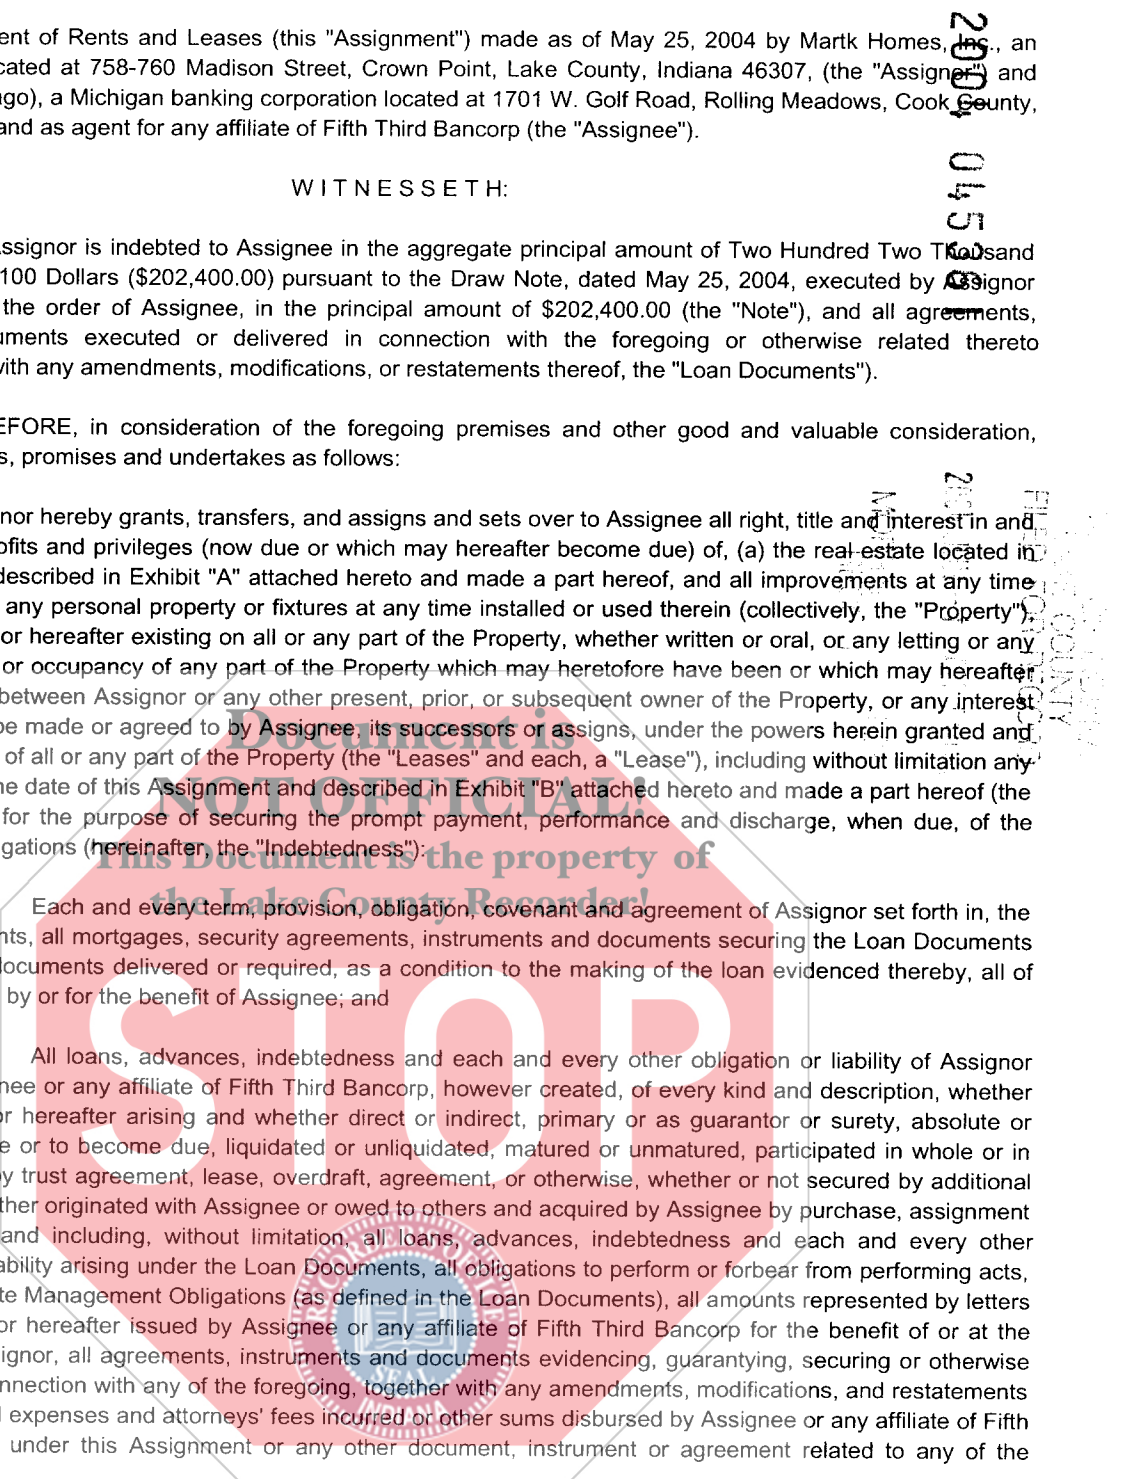 ent of Rents and Leases (this "Assignment") made as of May 25, 2004 by Martk Homes, Inc., an
cated at 758-760 Madison Street, Crown Point, Lake County, Indiana 46307, (the "Assignor") and
ago), a Michigan banking corporation located at 1701 W. Golf Road, Rolling Meadows, Cook County,
and as agent for any affiliate of Fifth Third Bancorp (the "Assignee").
WITNESSETH:
Assignor is indebted to Assignee in the aggregate principal amount of Two Hundred Two Thousand
100 Dollars ($202,400.00) pursuant to the Draw Note, dated May 25, 2004, executed by Assignor
the order of Assignee, in the principal amount of $202,400.00 (the "Note"), and all agreements,
uments executed or delivered in connection with the foregoing or otherwise related thereto
with any amendments, modifications, or restatements thereof, the "Loan Documents").
EFORE, in consideration of the foregoing premises and other good and valuable consideration,
s, promises and undertakes as follows:
nor hereby grants, transfers, and assigns and sets over to Assignee all right, title and interest in and
ofits and privileges (now due or which may hereafter become due) of, (a) the real estate located in
described in Exhibit "A" attached hereto and made a part hereof, and all improvements at any time
any personal property or fixtures at any time installed or used therein (collectively, the "Property"),
or hereafter existing on all or any part of the Property, whether written or oral, or any letting or any
or occupancy of any part of the Property which may heretofore have been or which may hereafter
between Assignor or any other present, prior, or subsequent owner of the Property, or any interest
be made or agreed to by Assignee, its successors or assigns, under the powers herein granted and
of all or any part of the Property (the "Leases" and each, a "Lease"), including without limitation any
he date of this Assignment and described in Exhibit "B" attached hereto and made a part hereof (the
for the purpose of securing the prompt payment, performance and discharge, when due, of the
gations (hereinafter, the "Indebtedness"):
Each and every term, provision, obligation, covenant and agreement of Assignor set forth in, the
nts, all mortgages, security agreements, instruments and documents securing the Loan Documents
documents delivered or required, as a condition to the making of the loan evidenced thereby, all of
by or for the benefit of Assignee; and
All loans, advances, indebtedness and each and every other obligation or liability of Assignor
nee or any affiliate of Fifth Third Bancorp, however created, of every kind and description, whether
or hereafter arising and whether direct or indirect, primary or as guarantor or surety, absolute or
e or to become due, liquidated or unliquidated, matured or unmatured, participated in whole or in
y trust agreement, lease, overdraft, agreement, or otherwise, whether or not secured by additional
ther originated with Assignee or owed to others and acquired by Assignee by purchase, assignment
and including, without limitation, all loans, advances, indebtedness and each and every other
ability arising under the Loan Documents, all obligations to perform or forbear from performing acts,
te Management Obligations (as defined in the Loan Documents), all amounts represented by letters
or hereafter issued by Assignee or any affiliate of Fifth Third Bancorp for the benefit of or at the
ignor, all agreements, instruments and documents evidencing, guarantying, securing or otherwise
nnection with any of the foregoing, together with any amendments, modifications, and restatements
l expenses and attorneys' fees incurred or other sums disbursed by Assignee or any affiliate of Fifth
under this Assignment or any other document, instrument or agreement related to any of the
Document is
NOT OFFICIAL!
This Document is the property of
the Lake County Recorder!
STOP
SEAL
INDIANA
2004 045
COUNTY